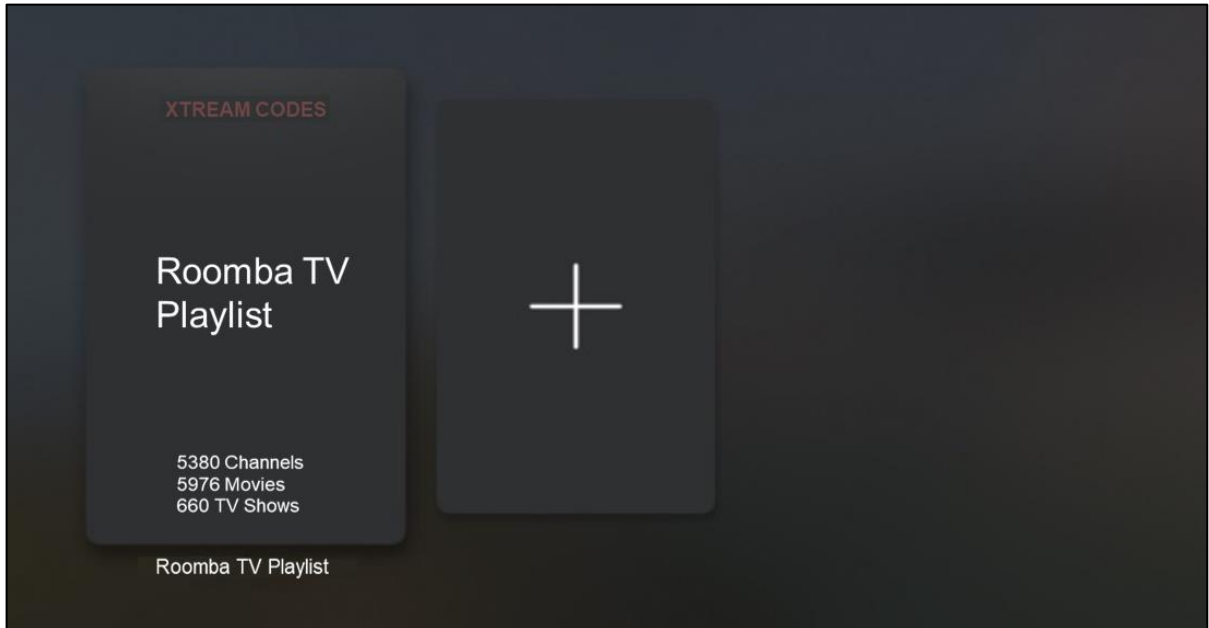 XTREAM CODES
Roomba TV
Playlist
5380 Channels
5976 Movies
660 TV Shows
Roomba TV Playlist